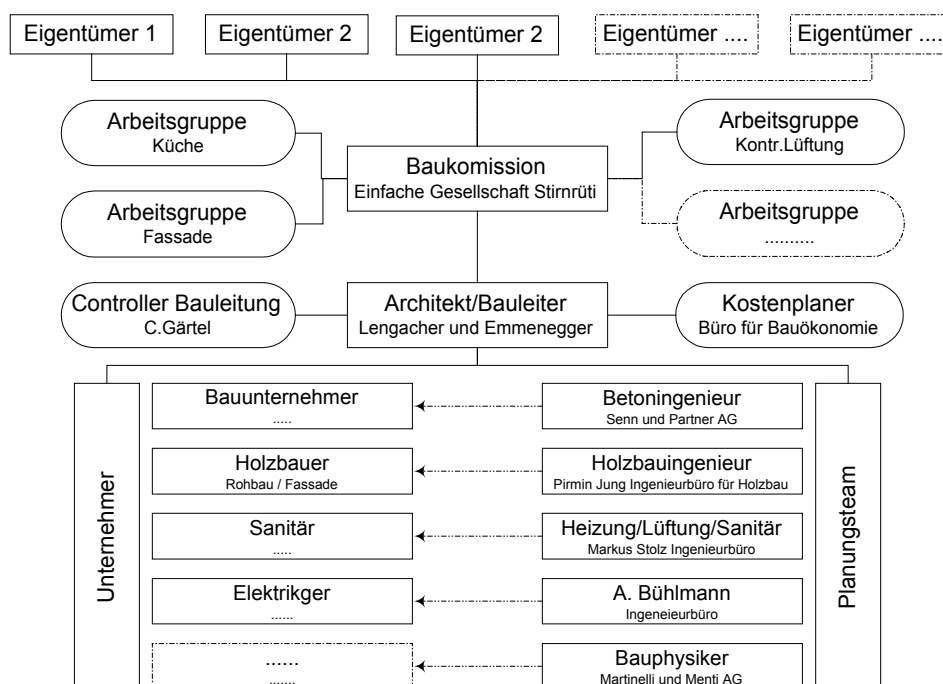 Eigentümer 1
Eigentümer 2
Eigentümer 2
Eigentümer ....
Eigentümer ....
Arbeitsgruppe
Küche
Arbeitsgruppe
Kontr.Lüftung
Baukomission
Einfache Gesellschaft Stirnrüti
Arbeitsgruppe
Fassade
Arbeitsgruppe
..........
Controller Bauleitung
C.Gärtel
Architekt/Bauleiter
Lengacher und Emmenegger
Kostenplaner
Büro für Bauökonomie
Unternehmer
Bauunternehmer
.....
Betoningenieur
Senn und Partner AG
Holzbauer
Rohbau / Fassade
Holzbauingenieur
Pirmin Jung Ingenieurbüro für Holzbau
Sanitär
.....
Heizung/Lüftung/Sanitär
Markus Stolz Ingenieurbüro
Elektrikger
......
A. Bühlmann
Ingeneieurbüro
......
.......
Bauphysiker
Martinelli und Menti AG
Planungsteam